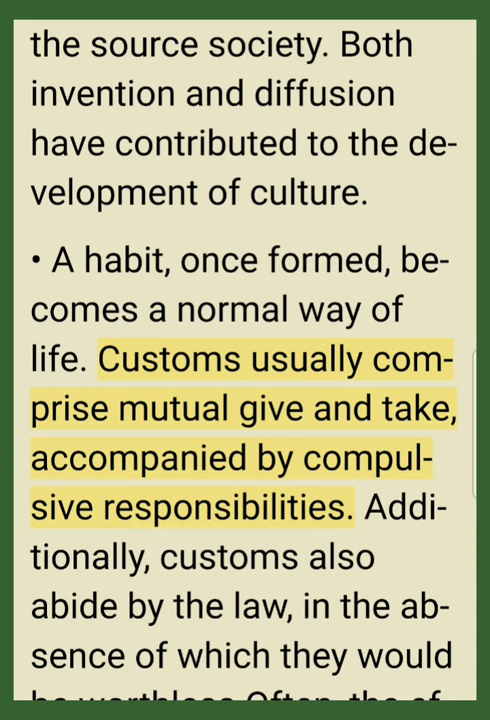 the source society. Both
invention and diffusion
have contributed to the de-
velopment of culture.
• A habit, once formed, be-
comes a normal way of
life. Customs usually com-
prise mutual give and take,
accompanied by compul-
sive responsibilities. Addi-
tionally, customs also
abide by the law, in the ab-
sence of which they would